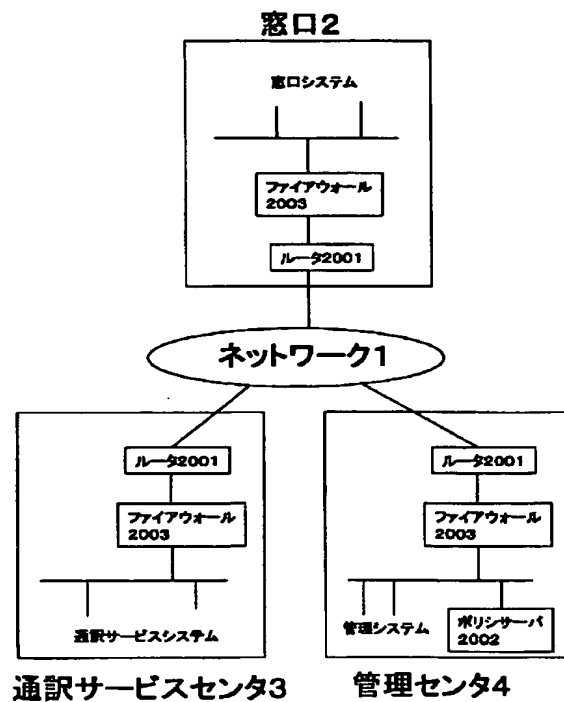 窓口2
窓口システム
ファイアウォール
2003
ルータ2001
ネットワーク1
ルータ2001
ファイアウォール
2003
通訳サービスシステム
通訳サービスセンタ3
ルータ2001
ファイアウォール
2003
管理システム
ポリシサーバ
2002
管理センタ4